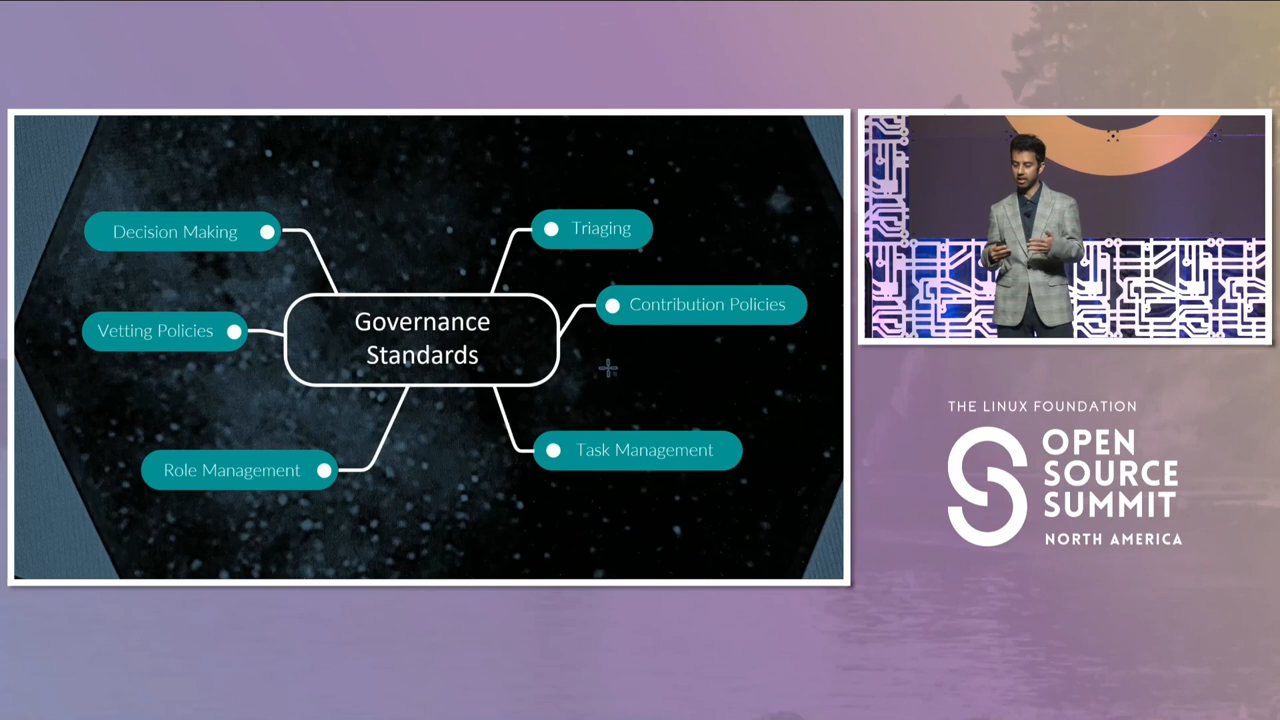 Decision Making
Triaging
Vetting Policies
Governance
Standards
Contribution Policies
Role Management
Task Management
THE LINUX FOUNDATION
OPEN
SOURCE
SUMMIT
NORTH AMERICA